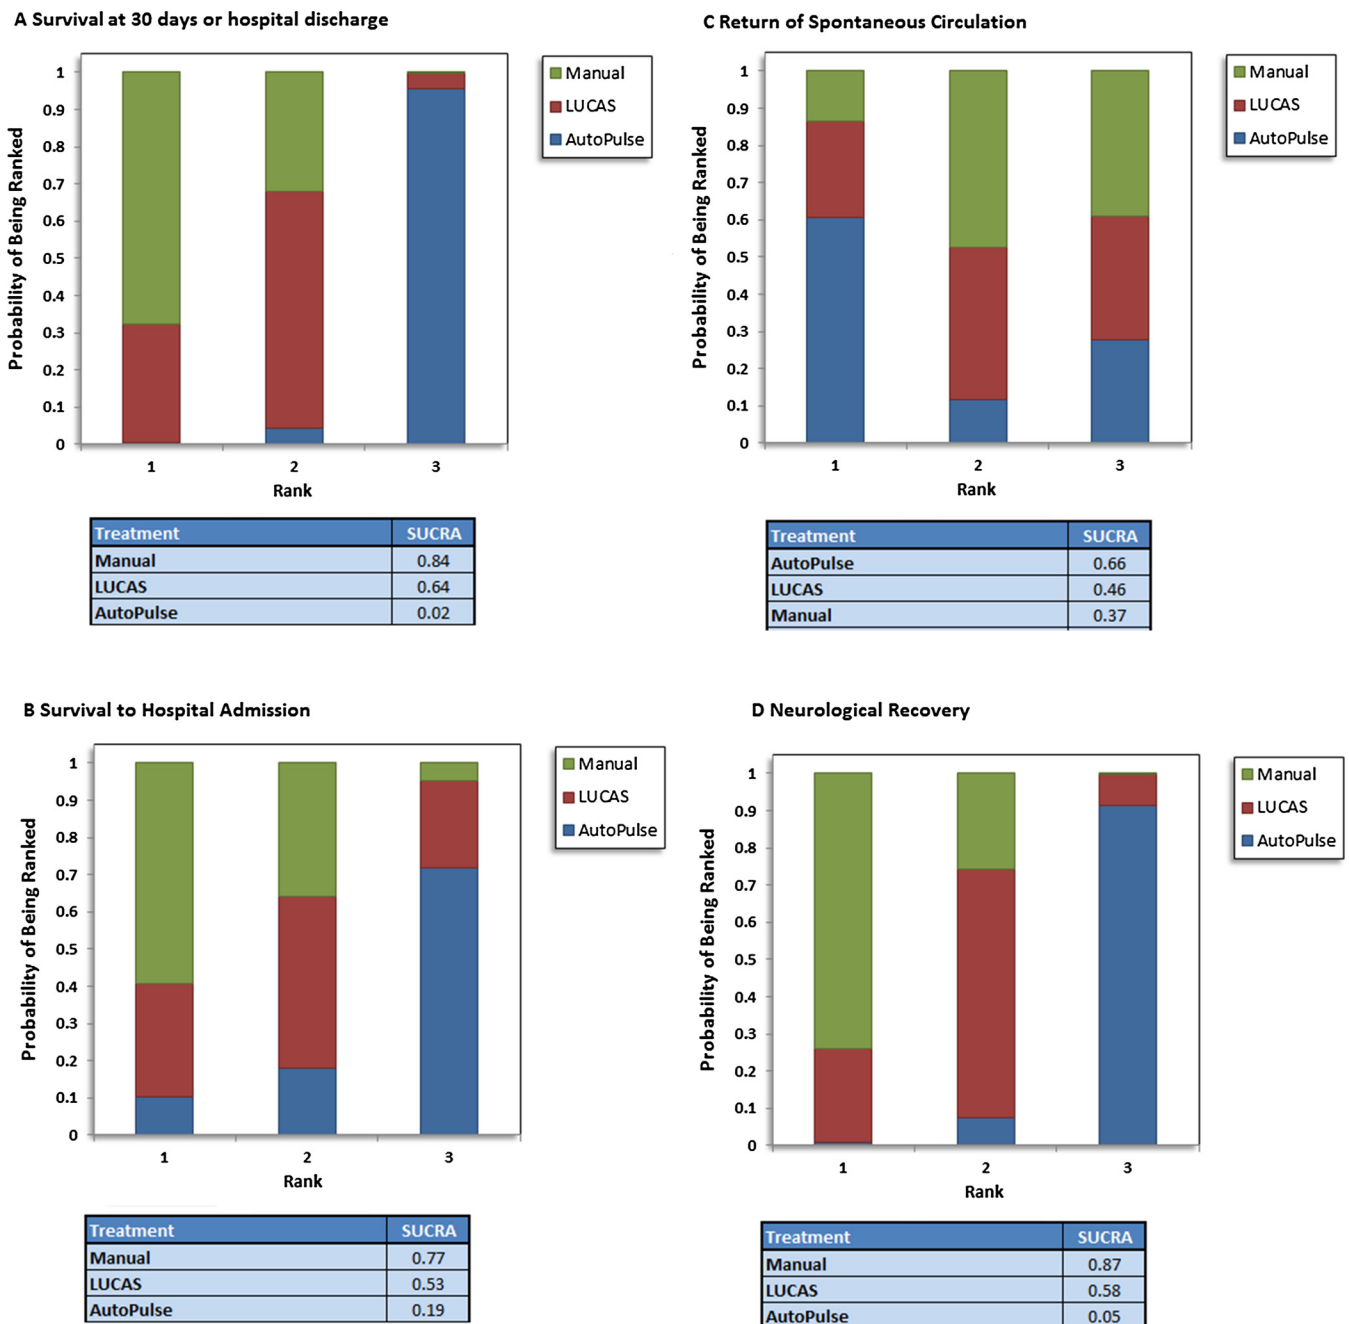 A Survival at 30 days or hospital discharge
Probability of Being Ranked
1
0.9
0.8
0.7
0.6
0.5
0.4
0.3
0.2
0.1
0
1 2 3
Rank
Manual
LUCAS
AutoPulse
Treatment SUCRA
Manual 0.84
LUCAS 0.64
AutoPulse 0.02
C Return of Spontaneous Circulation
Probability of Being Ranked
1
0.9
0.8
0.7
0.6
0.5
0.4
0.3
0.2
0.1
0
1 2 3
Rank
Manual
LUCAS
AutoPulse
Treatment SUCRA
AutoPulse 0.66
LUCAS 0.46
Manual 0.37
B Survival to Hospital Admission
Probability of Being Ranked
1
0.9
0.8
0.7
0.6
0.5
0.4
0.3
0.2
0.1
0
1 2 3
Rank
Manual
LUCAS
AutoPulse
Treatment SUCRA
Manual 0.77
LUCAS 0.53
AutoPulse 0.19
D Neurological Recovery
Probability of Being Ranked
1
0.9
0.8
0.7
0.6
0.5
0.4
0.3
0.2
0.1
0
1 2 3
Rank
Manual
LUCAS
AutoPulse
Treatment SUCRA
Manual 0.87
LUCAS 0.58
AutoPulse 0.05